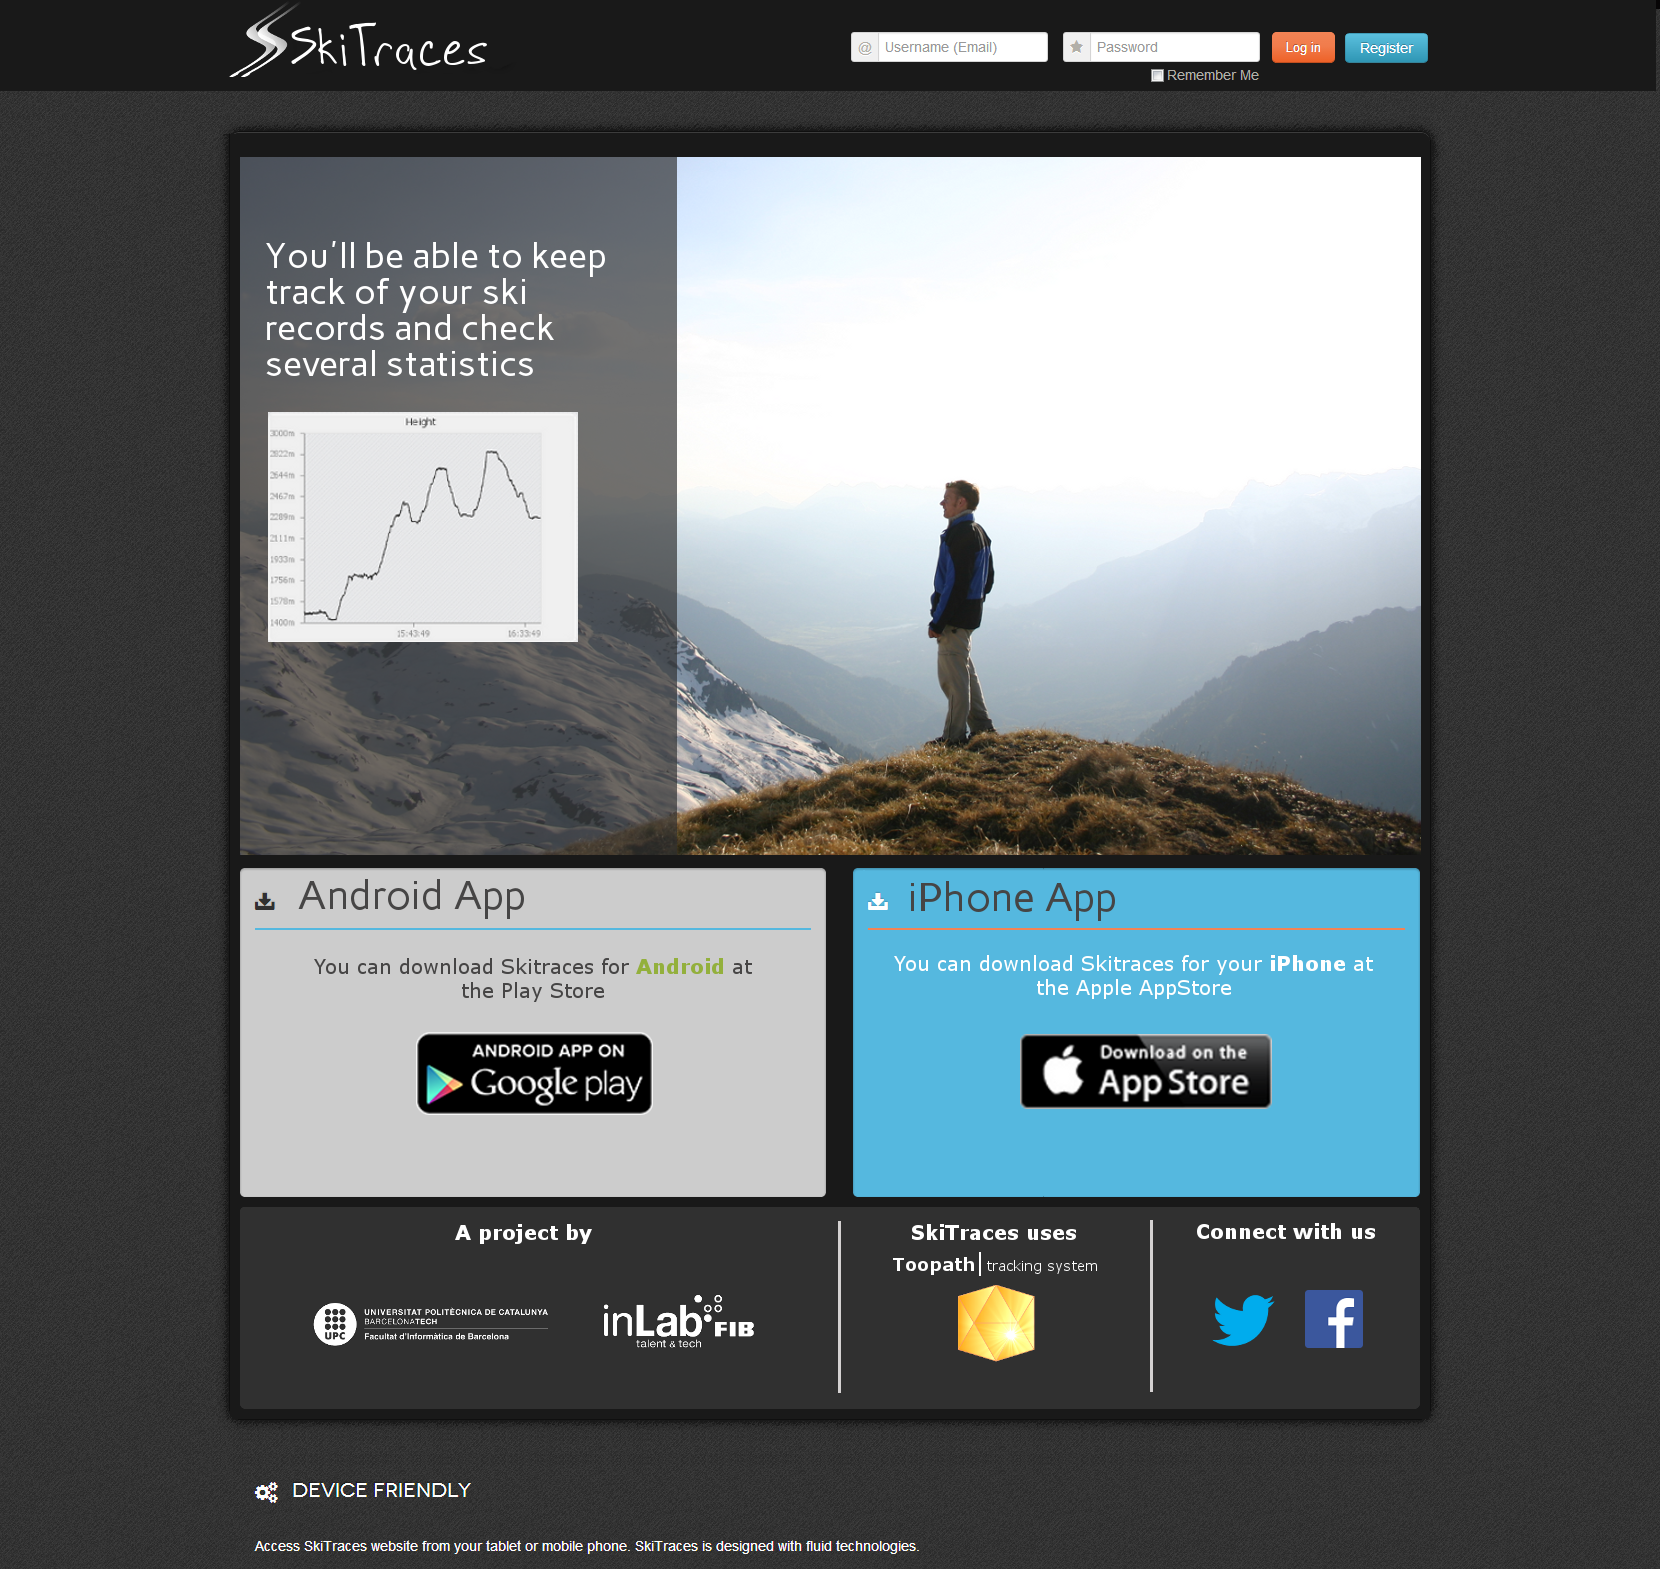 SkiTraces
@ Username (Email)
Password
Log in
Register
Remember Me
You'll be able to keep
track of your ski
records and check
several statistics
Height
3000m
2822m
2644m
2467m
2289m
2111m
1933m
1756m
1578m
1400m
15:43:49 16:33:49
Android App
You can download Skitraces for Android at
the Play Store
ANDROID APP ON
Google play
iPhone App
You can download Skitraces for your iPhone at
the Apple AppStore
Download on the
App Store
A project by
UPC
UNIVERSITAT POLITÈCNICA DE CATALUNYA
BARCELONATECH
Facultat d'Informàtica de Barcelona
inLab FIB
talent & tech
SkiTraces uses
Toopath tracking system
Connect with us
f
DEVICE FRIENDLY
Access SkiTraces website from your tablet or mobile phone. SkiTraces is designed with fluid technologies.